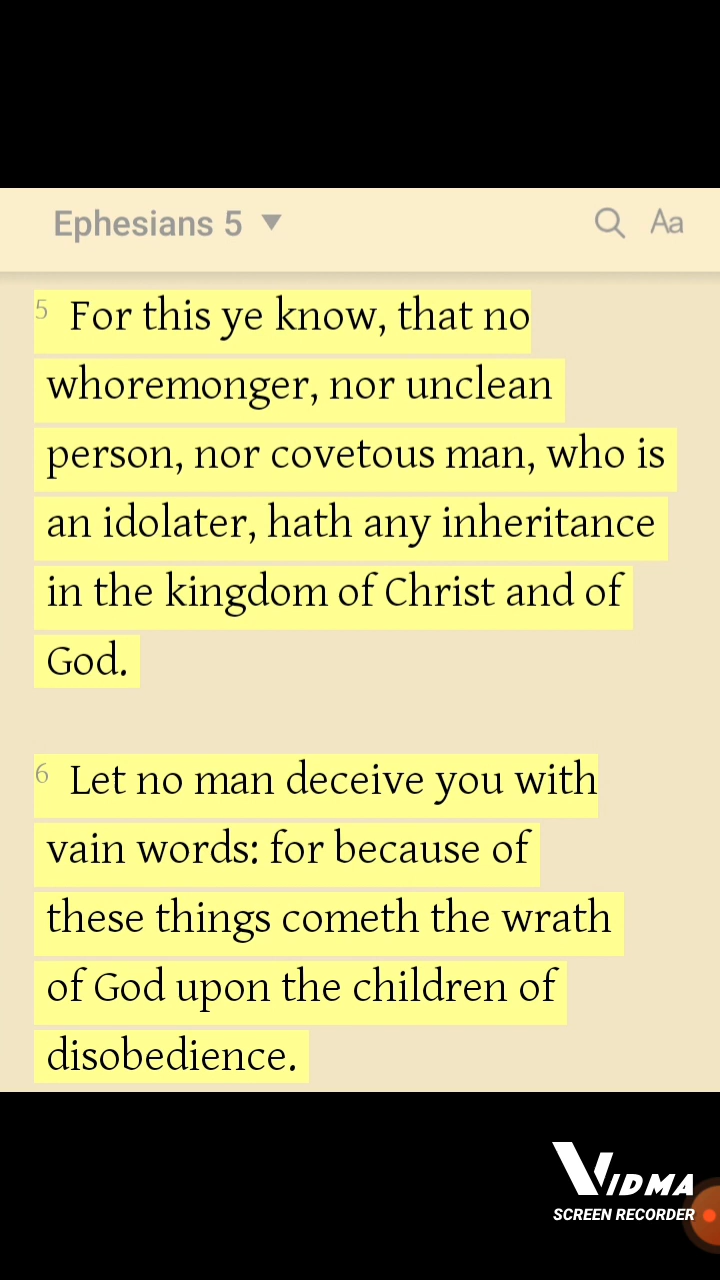 Ephesians 5 ▼ Aa
5 For this ye know, that no
whoremonger, nor unclean
person, nor covetous man, who is
an idolater, hath any inheritance
in the kingdom of Christ and of
God.
6 Let no man deceive you with
vain words: for because of
these things cometh the wrath
of God upon the children of
disobedience.
VIDMA
SCREEN RECORDER